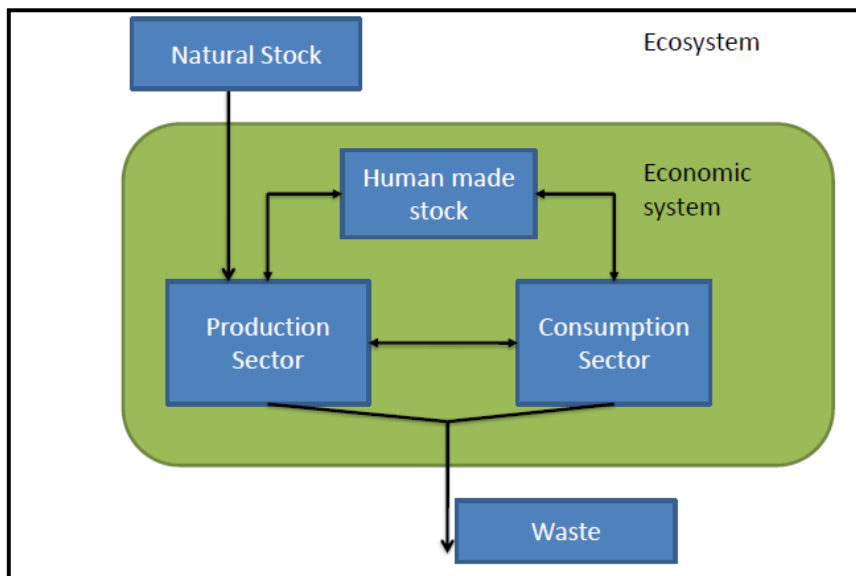 Natural Stock
Ecosystem
Human made
stock
Economic
system
Production
Sector
Consumption
Sector
Waste